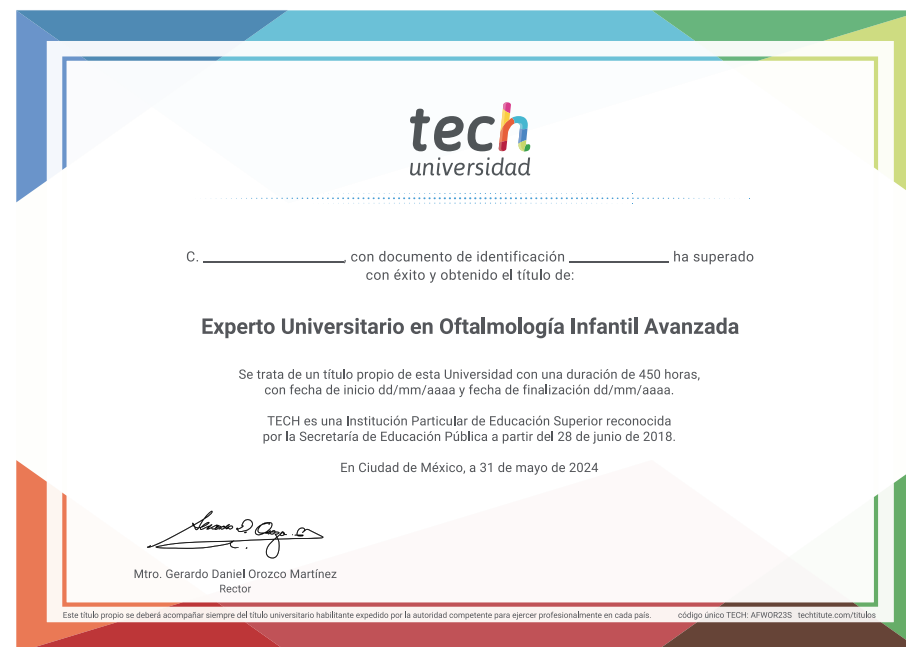 tech
universidad
C. ____________, con documento de identificación ____________ ha superado
con éxito y obtenido el título de:
Experto Universitario en Oftalmología Infantil Avanzada
Se trata de un título propio de esta Universidad con una duración de 450 horas,
con fecha de inicio dd/mm/aaaa y fecha de finalización dd/mm/aaaa.
TECH es una Institución Particular de Educación Superior reconocida
por la Secretaría de Educación Pública a partir del 28 de junio de 2018.
En Ciudad de México, a 31 de mayo de 2024
Mtro. Gerardo Daniel Orozco Martínez
Rector
Este título propio se deberá acompañar siempre del título universitario habilitante expedido por la autoridad competente para ejercer profesionalmente en cada país. código único TECH: AFWOR23S techtitute.com/titulos